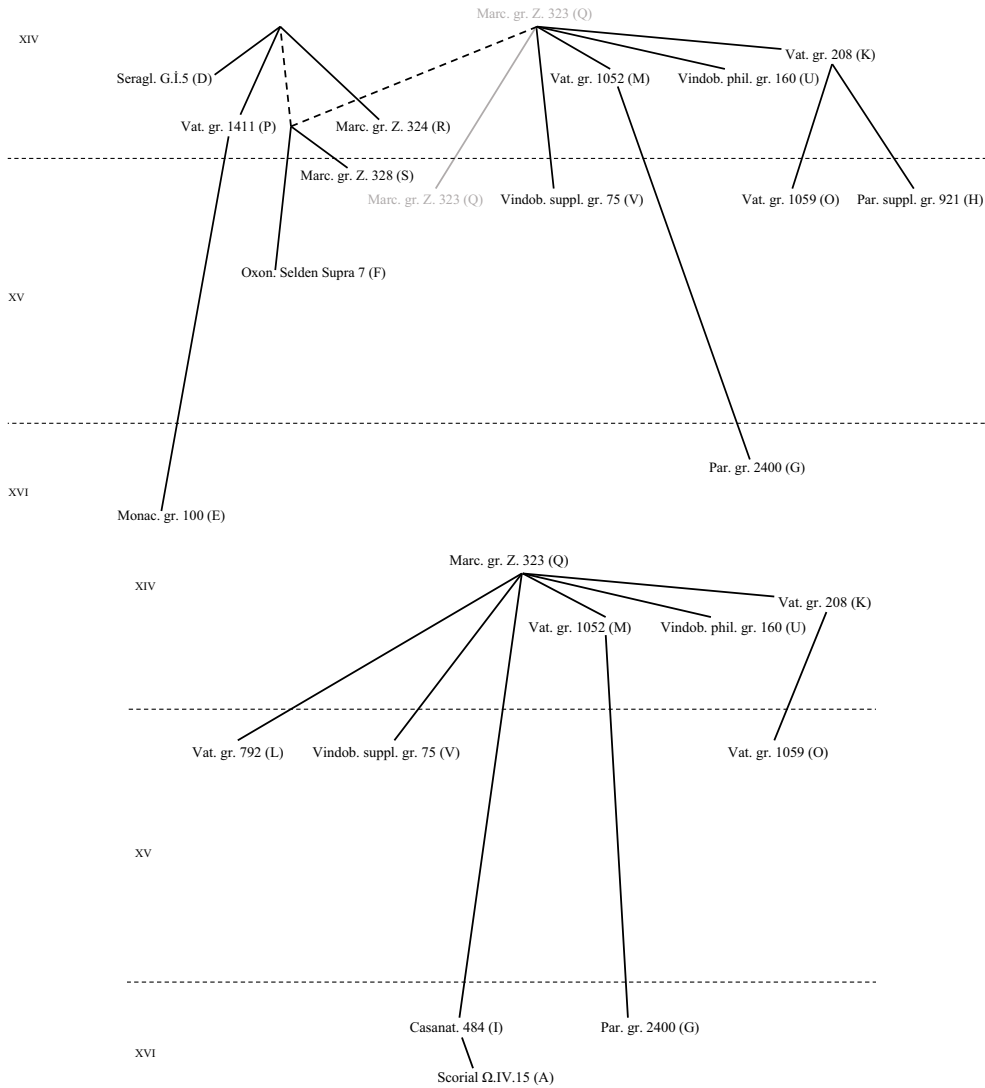 Marc. gr. Z. 323 (Q)
XIV
Vat. gr. 208 (K)
Seragl. G.İ.5 (D)
Vat. gr. 1052 (M)
Vindob. phil. gr. 160 (U)
Vat. gr. 1411 (P)
Marc. gr. Z. 324 (R)
Marc. gr. Z. 328 (S)
Marc. gr. Z. 323 (Q)
Vindob. suppl. gr. 75 (V)
Vat. gr. 1059 (O)
Par. suppl. gr. 921 (H)
Oxon. Selden Supra 7 (F)
XV
Par. gr. 2400 (G)
XVI
Monac. gr. 100 (E)
Marc. gr. Z. 323 (Q)
XIV
Vat. gr. 208 (K)
Vat. gr. 1052 (M)
Vindob. phil. gr. 160 (U)
Vat. gr. 792 (L)
Vindob. suppl. gr. 75 (V)
Vat. gr. 1059 (O)
XV
Casanat. 484 (I)
Par. gr. 2400 (G)
XVI
Scorial Ω.IV.15 (A)